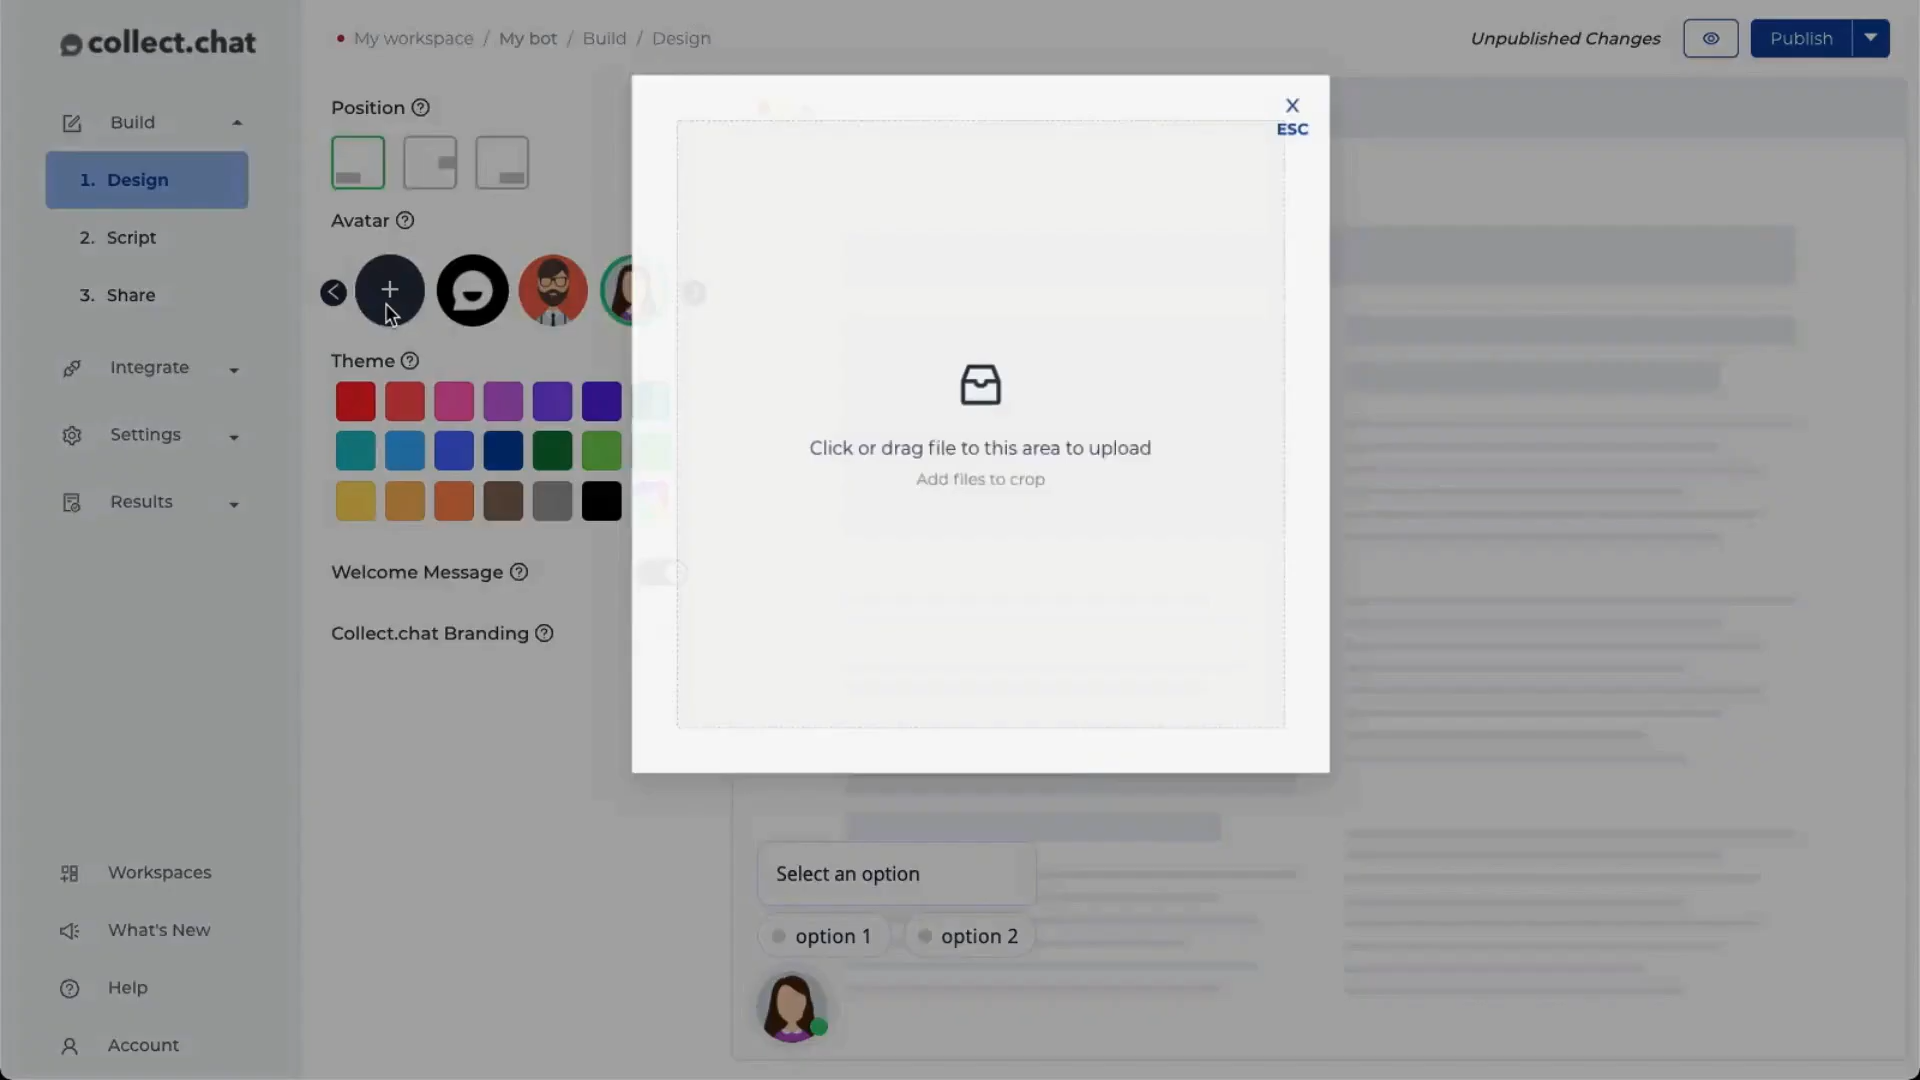 collect.chat
My workspace / My bot / Build / Design
Unpublished Changes
Publish
Build
1. Design
2. Script
3. Share
Integrate
Settings
Results
Workspaces
What's New
Help
Account
Position ?
Avatar ?
+
Theme ?
Welcome Message ?
Collect.chat Branding ?
X
ESC
Click or drag file to this area to upload
Add files to crop
Select an option
option 1
option 2